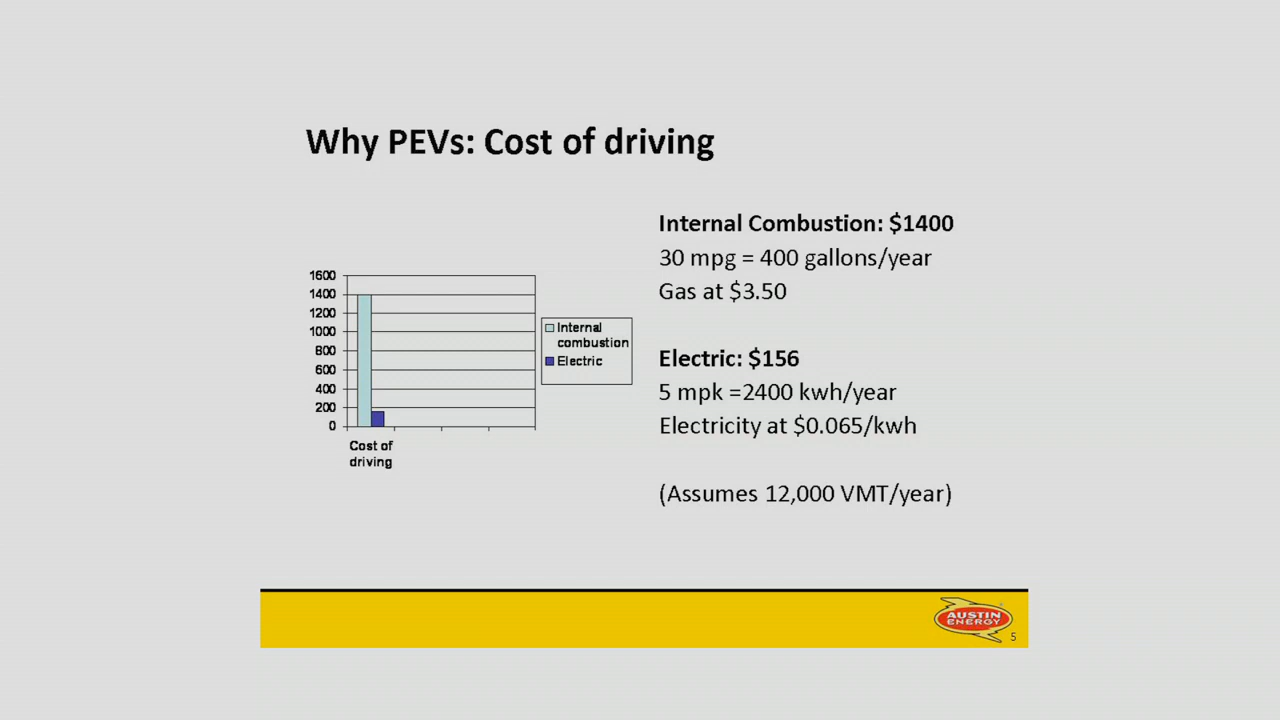 Why PEVs: Cost of driving
Internal Combustion: $1400
30 mpg = 400 gallons/year
Gas at $3.50
Electric: $156
5 mpk =2400 kwh/year
Electricity at $0.065/kwh
(Assumes 12,000 VMT/year)
1600
1400
1200
1000
800
600
400
200
0
Cost of
driving
Internal
combustion
Electric
AUSTIN
ENERGY
5